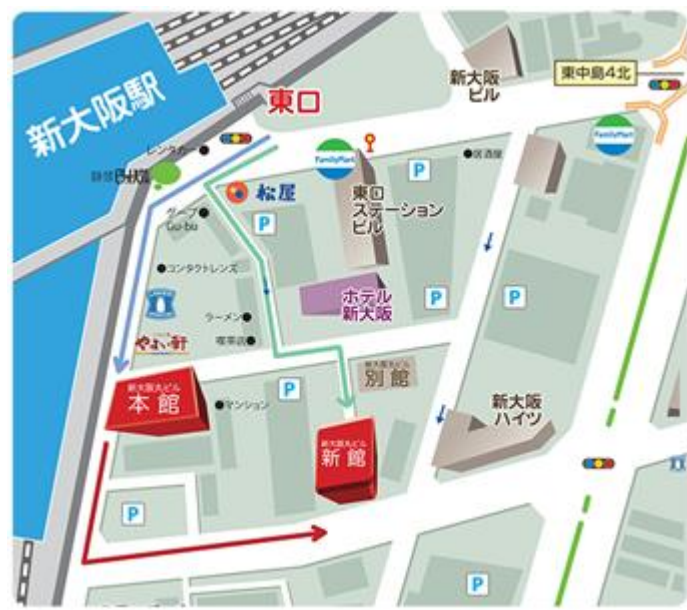 新大阪駅
東口
新大阪
ビル
東中島4北
レンタカー
FamilyMart
FamilyMart
居酒屋
P
松屋
東口
ステーション
ビル
グーブ
Gu-bu
P
コンタクトレンズ
ホテル
新大阪
P
P
ラーメン
喫茶店
やよい軒
新大阪丸ビル
別館
新大阪丸ビル
本館
マンション
P
新大阪
ハイツ
新大阪丸ビル
新館
P
P